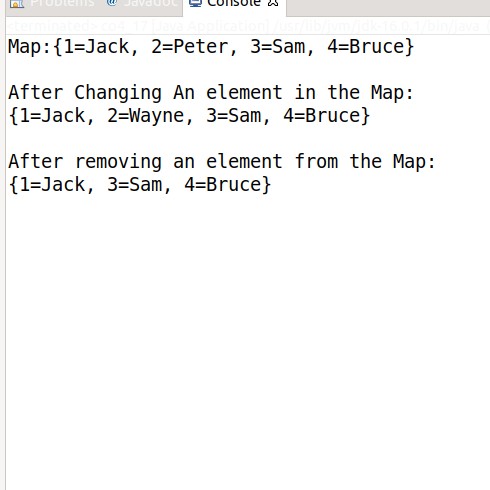 Problems @ Javadoc Console
Map:{1=Jack, 2=Peter, 3=Sam, 4=Bruce}
After Changing An element in the Map:
{1=Jack, 2=Wayne, 3=Sam, 4=Bruce}
After removing an element from the Map:
{1=Jack, 3=Sam, 4=Bruce}